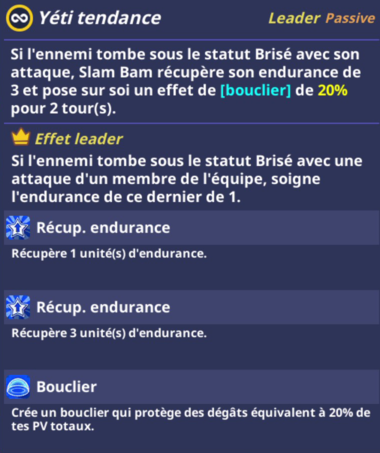 Yéti tendance
Leader Passive
Si l'ennemi tombe sous le statut Brisé avec son
attaque, Slam Bam récupère son endurance de
3 et pose sur soi un effet de [bouclier] de 20%
pour 2 tour(s).
Effet leader
Si l'ennemi tombe sous le statut Brisé avec une
attaque d'un membre de l'équipe, soigne
l'endurance de ce dernier de 1.
Récup. endurance
Récupère 1 unité(s) d'endurance.
Récup. endurance
Récupère 3 unité(s) d'endurance.
Bouclier
Crée un bouclier qui protège des dégâts équivalent à 20% de
tes PV totaux.